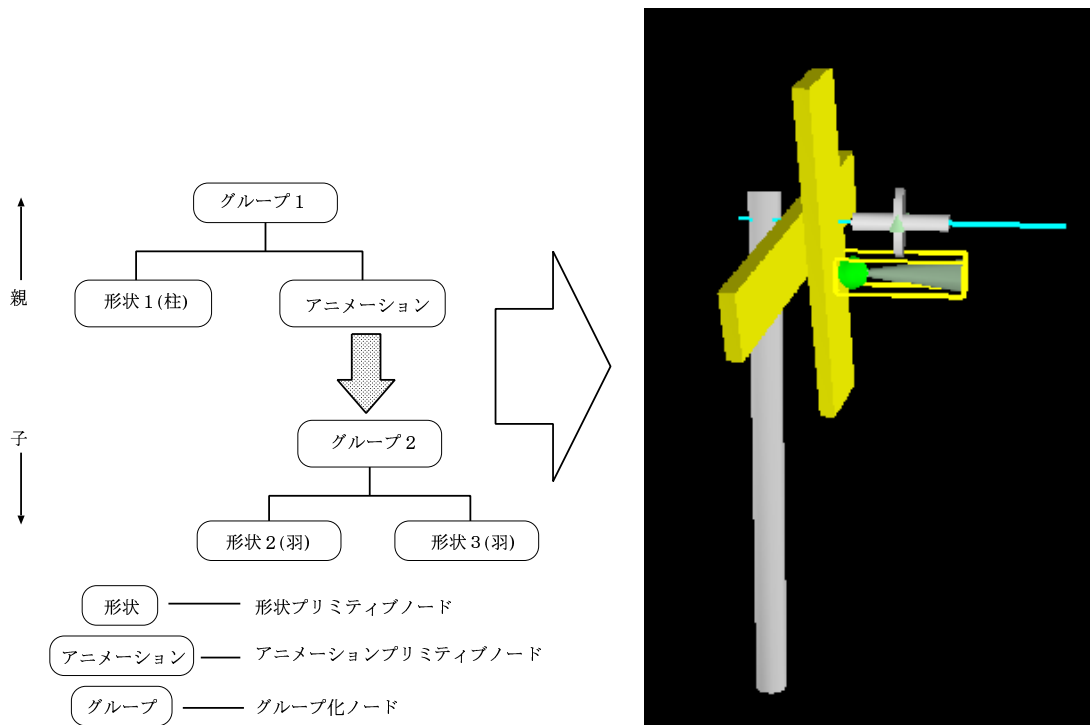 グループ１
親
形状１(柱)
アニメーション
子
グループ２
形状２(羽)
形状３(羽)
形状
形状プリミティブノード
アニメーション
アニメーションプリミティブノード
グループ
グループ化ノード